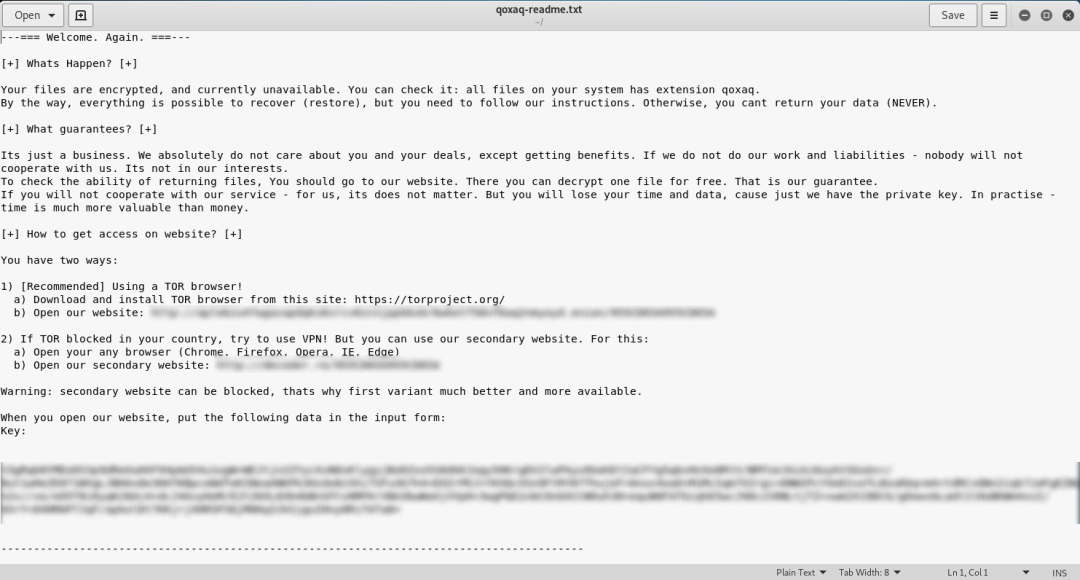 Open
qoxaq-readme.txt
~/
Save
---=== Welcome. Again. ===---
[+] Whats Happen? [+]
Your files are encrypted, and currently unavailable. You can check it: all files on your system has extension qoxaq.
By the way, everything is possible to recover (restore), but you need to follow our instructions. Otherwise, you cant return your data (NEVER).
[+] What guarantees? [+]
Its just a business. We absolutely do not care about you and your deals, except getting benefits. If we do not do our work and liabilities - nobody will not
cooperate with us. Its not in our interests.
To check the ability of returning files, You should go to our website. There you can decrypt one file for free. That is our guarantee.
If you will not cooperate with our service - for us, its does not matter. But you will lose your time and data, cause just we have the private key. In practise -
time is much more valuable than money.
[+] How to get access on website? [+]
You have two ways:
1) [Recommended] Using a TOR browser!
a) Download and install TOR browser from this site: https://torproject.org/
b) Open our website:
2) If TOR blocked in your country, try to use VPN! But you can use our secondary website. For this:
a) Open your any browser (Chrome, Firefox, Opera, IE, Edge)
b) Open our secondary website:
Warning: secondary website can be blocked, thats why first variant much better and more available.
When you open our website, put the following data in the input form:
Key:
-----------------------------------------------------------------------------------------
Plain Text Tab Width: 8 Ln 1, Col 1 INS